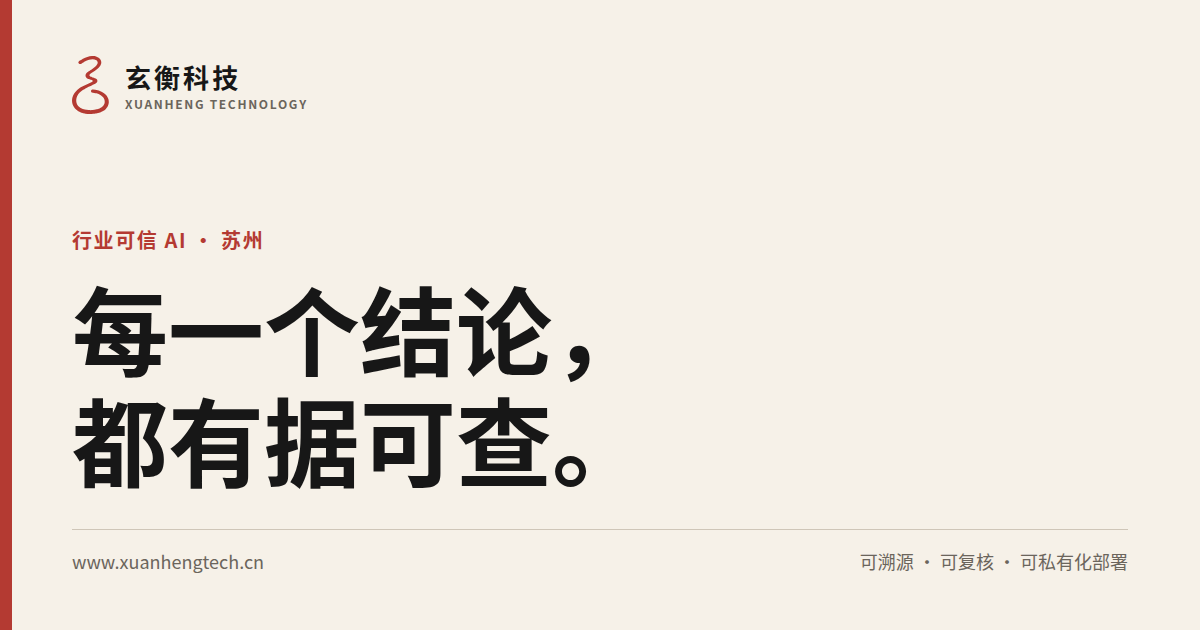 玄衡科技
XUANHENG TECHNOLOGY
行业可信 AI · 苏州
每一个结论，
都有据可查。
www.xuanhengtech.cn
可溯源 · 可复核 · 可私有化部署